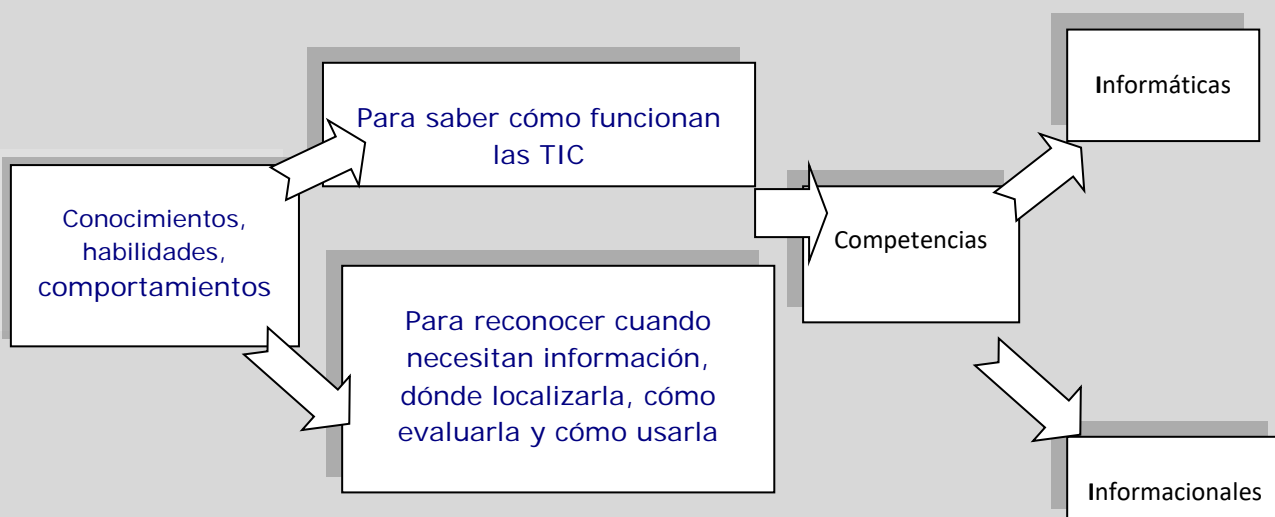 Conocimientos,
habilidades,
comportamientos
Para saber cómo funcionan
las TIC
Para reconocer cuando
necesitan información,
dónde localizarla, cómo
evaluarla y cómo usarla
Competencias
Informáticas
Informacionales